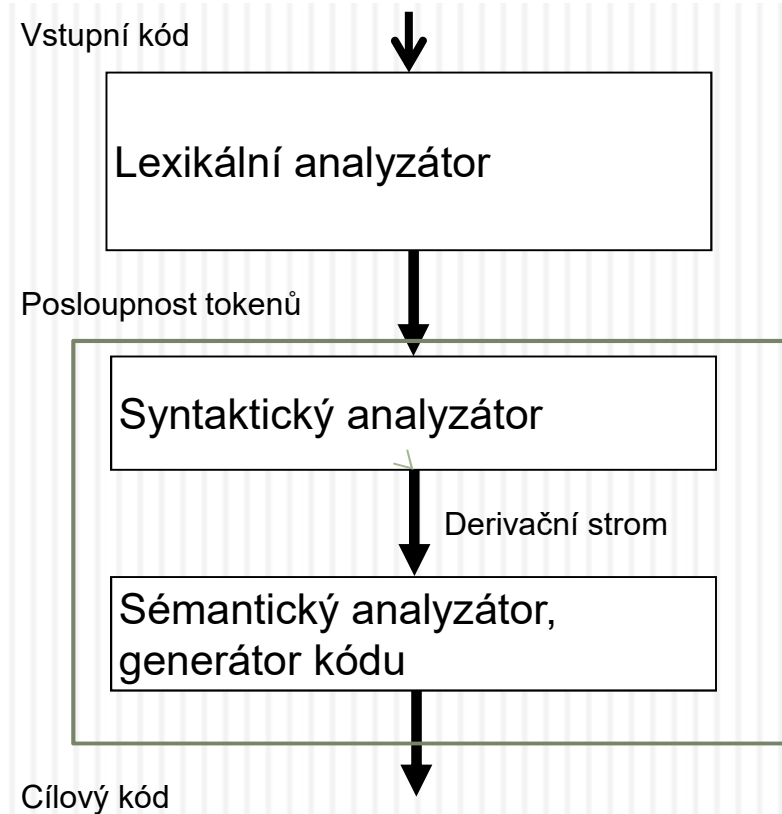 Vstupní kód
Lexikální analyzátor
Posloupnost tokenů
Syntaktický analyzátor
Derivační strom
Sémantický analyzátor,
generátor kódu
Cílový kód